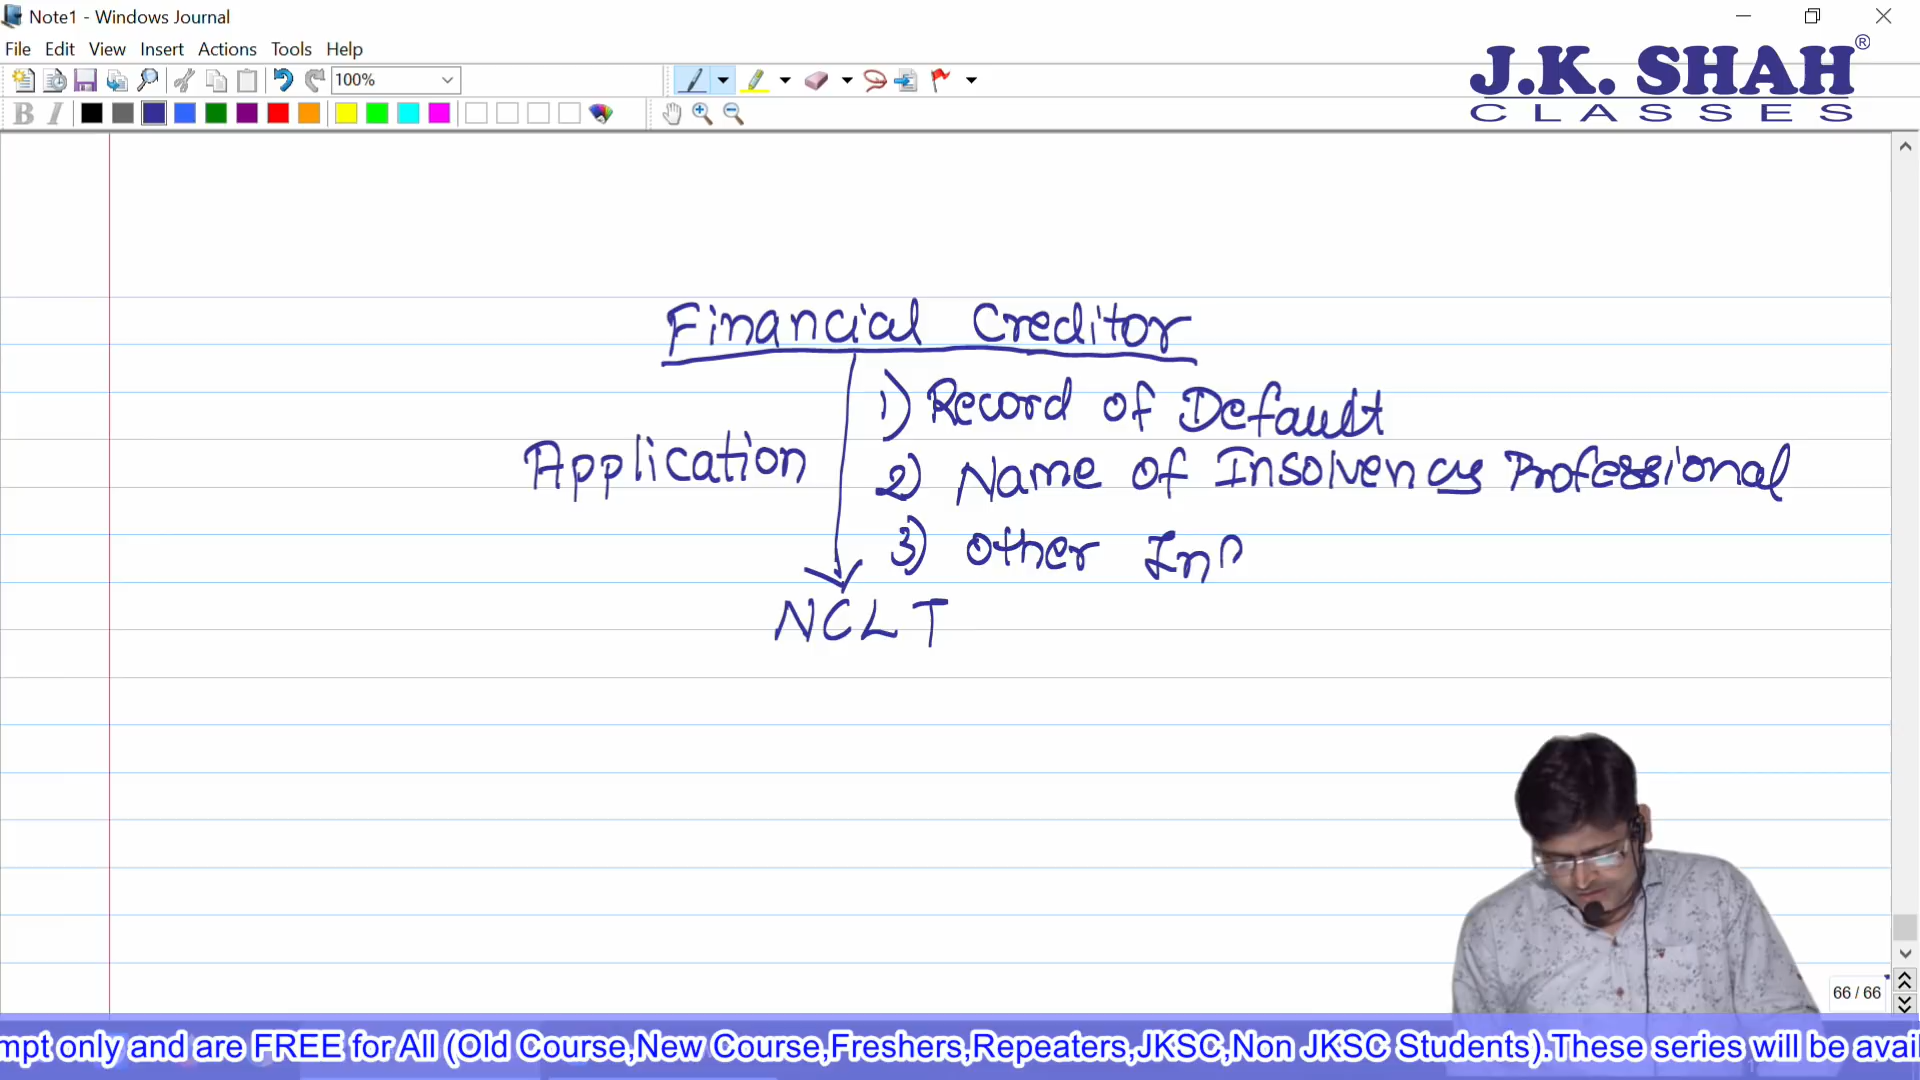 Note1 - Windows Journal
File Edit View Insert Actions Tools Help
J.K. SHAH®
CLASSES
100%
B I
Financial Creditor
1) Record of Default
Application
2) Name of Insolvency Professional
3) Other In
NCLT
66 / 66
mpt only and are FREE for All (Old Course,New Course,Freshers,Repeaters,JKSC,Non JKSC Students).These series will be avail